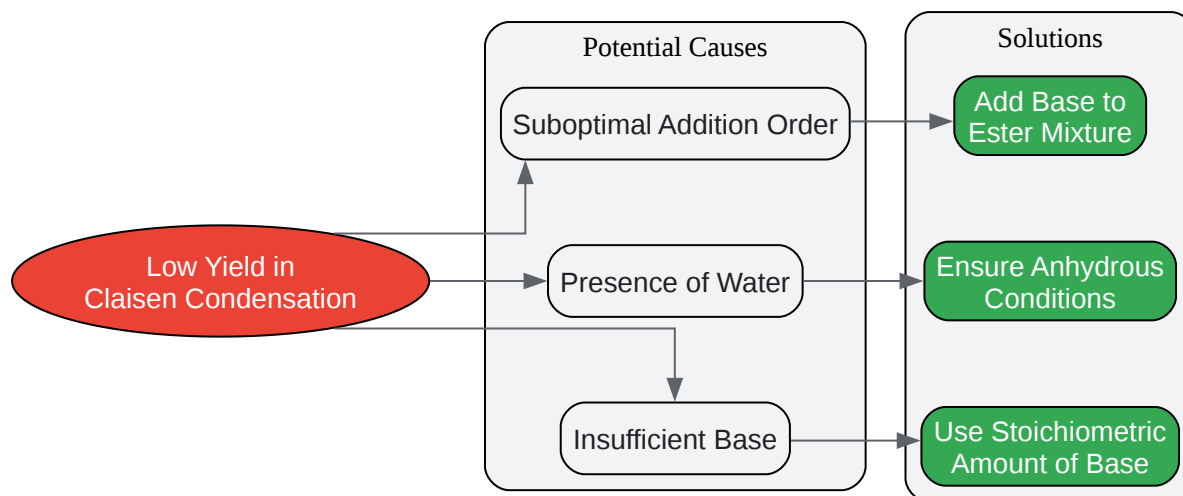 Potential Causes
Solutions
Suboptimal Addition Order
Add Base to
Ester Mixture
Low Yield in
Claisen Condensation
Presence of Water
Ensure Anhydrous
Conditions
Insufficient Base
Use Stoichiometric
Amount of Base